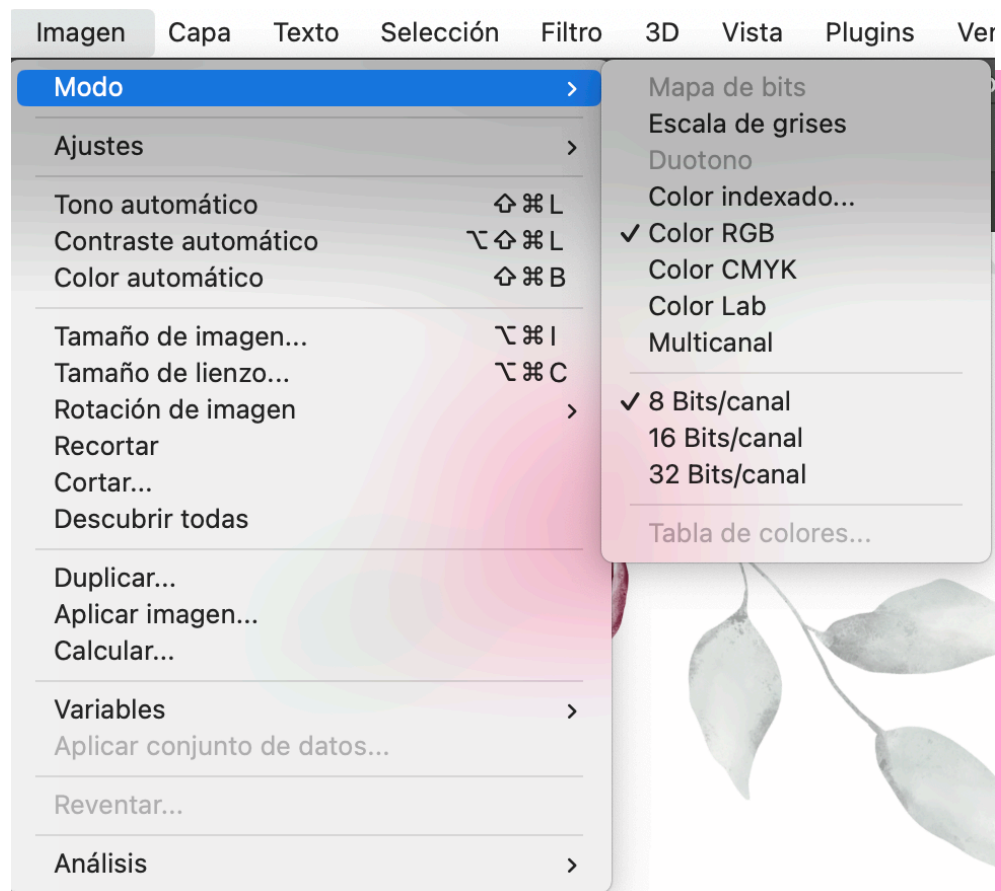 Imagen Capa Texto Selección Filtro 3D Vista Plugins Ver
Modo
Ajustes
Tono automático ⇧⌘L
Contraste automático ⌥⇧⌘L
Color automático ⇧⌘B
Tamaño de imagen... ⌥⌘I
Tamaño de lienzo... ⌥⌘C
Rotación de imagen
Recortar
Cortar...
Descubrir todas
Duplicar...
Aplicar imagen...
Calcular...
Variables
Aplicar conjunto de datos...
Reventar...
Análisis
Mapa de bits
Escala de grises
Duotono
Color indexado...
✓ Color RGB
Color CMYK
Color Lab
Multicanal
✓ 8 Bits/canal
16 Bits/canal
32 Bits/canal
Tabla de colores...